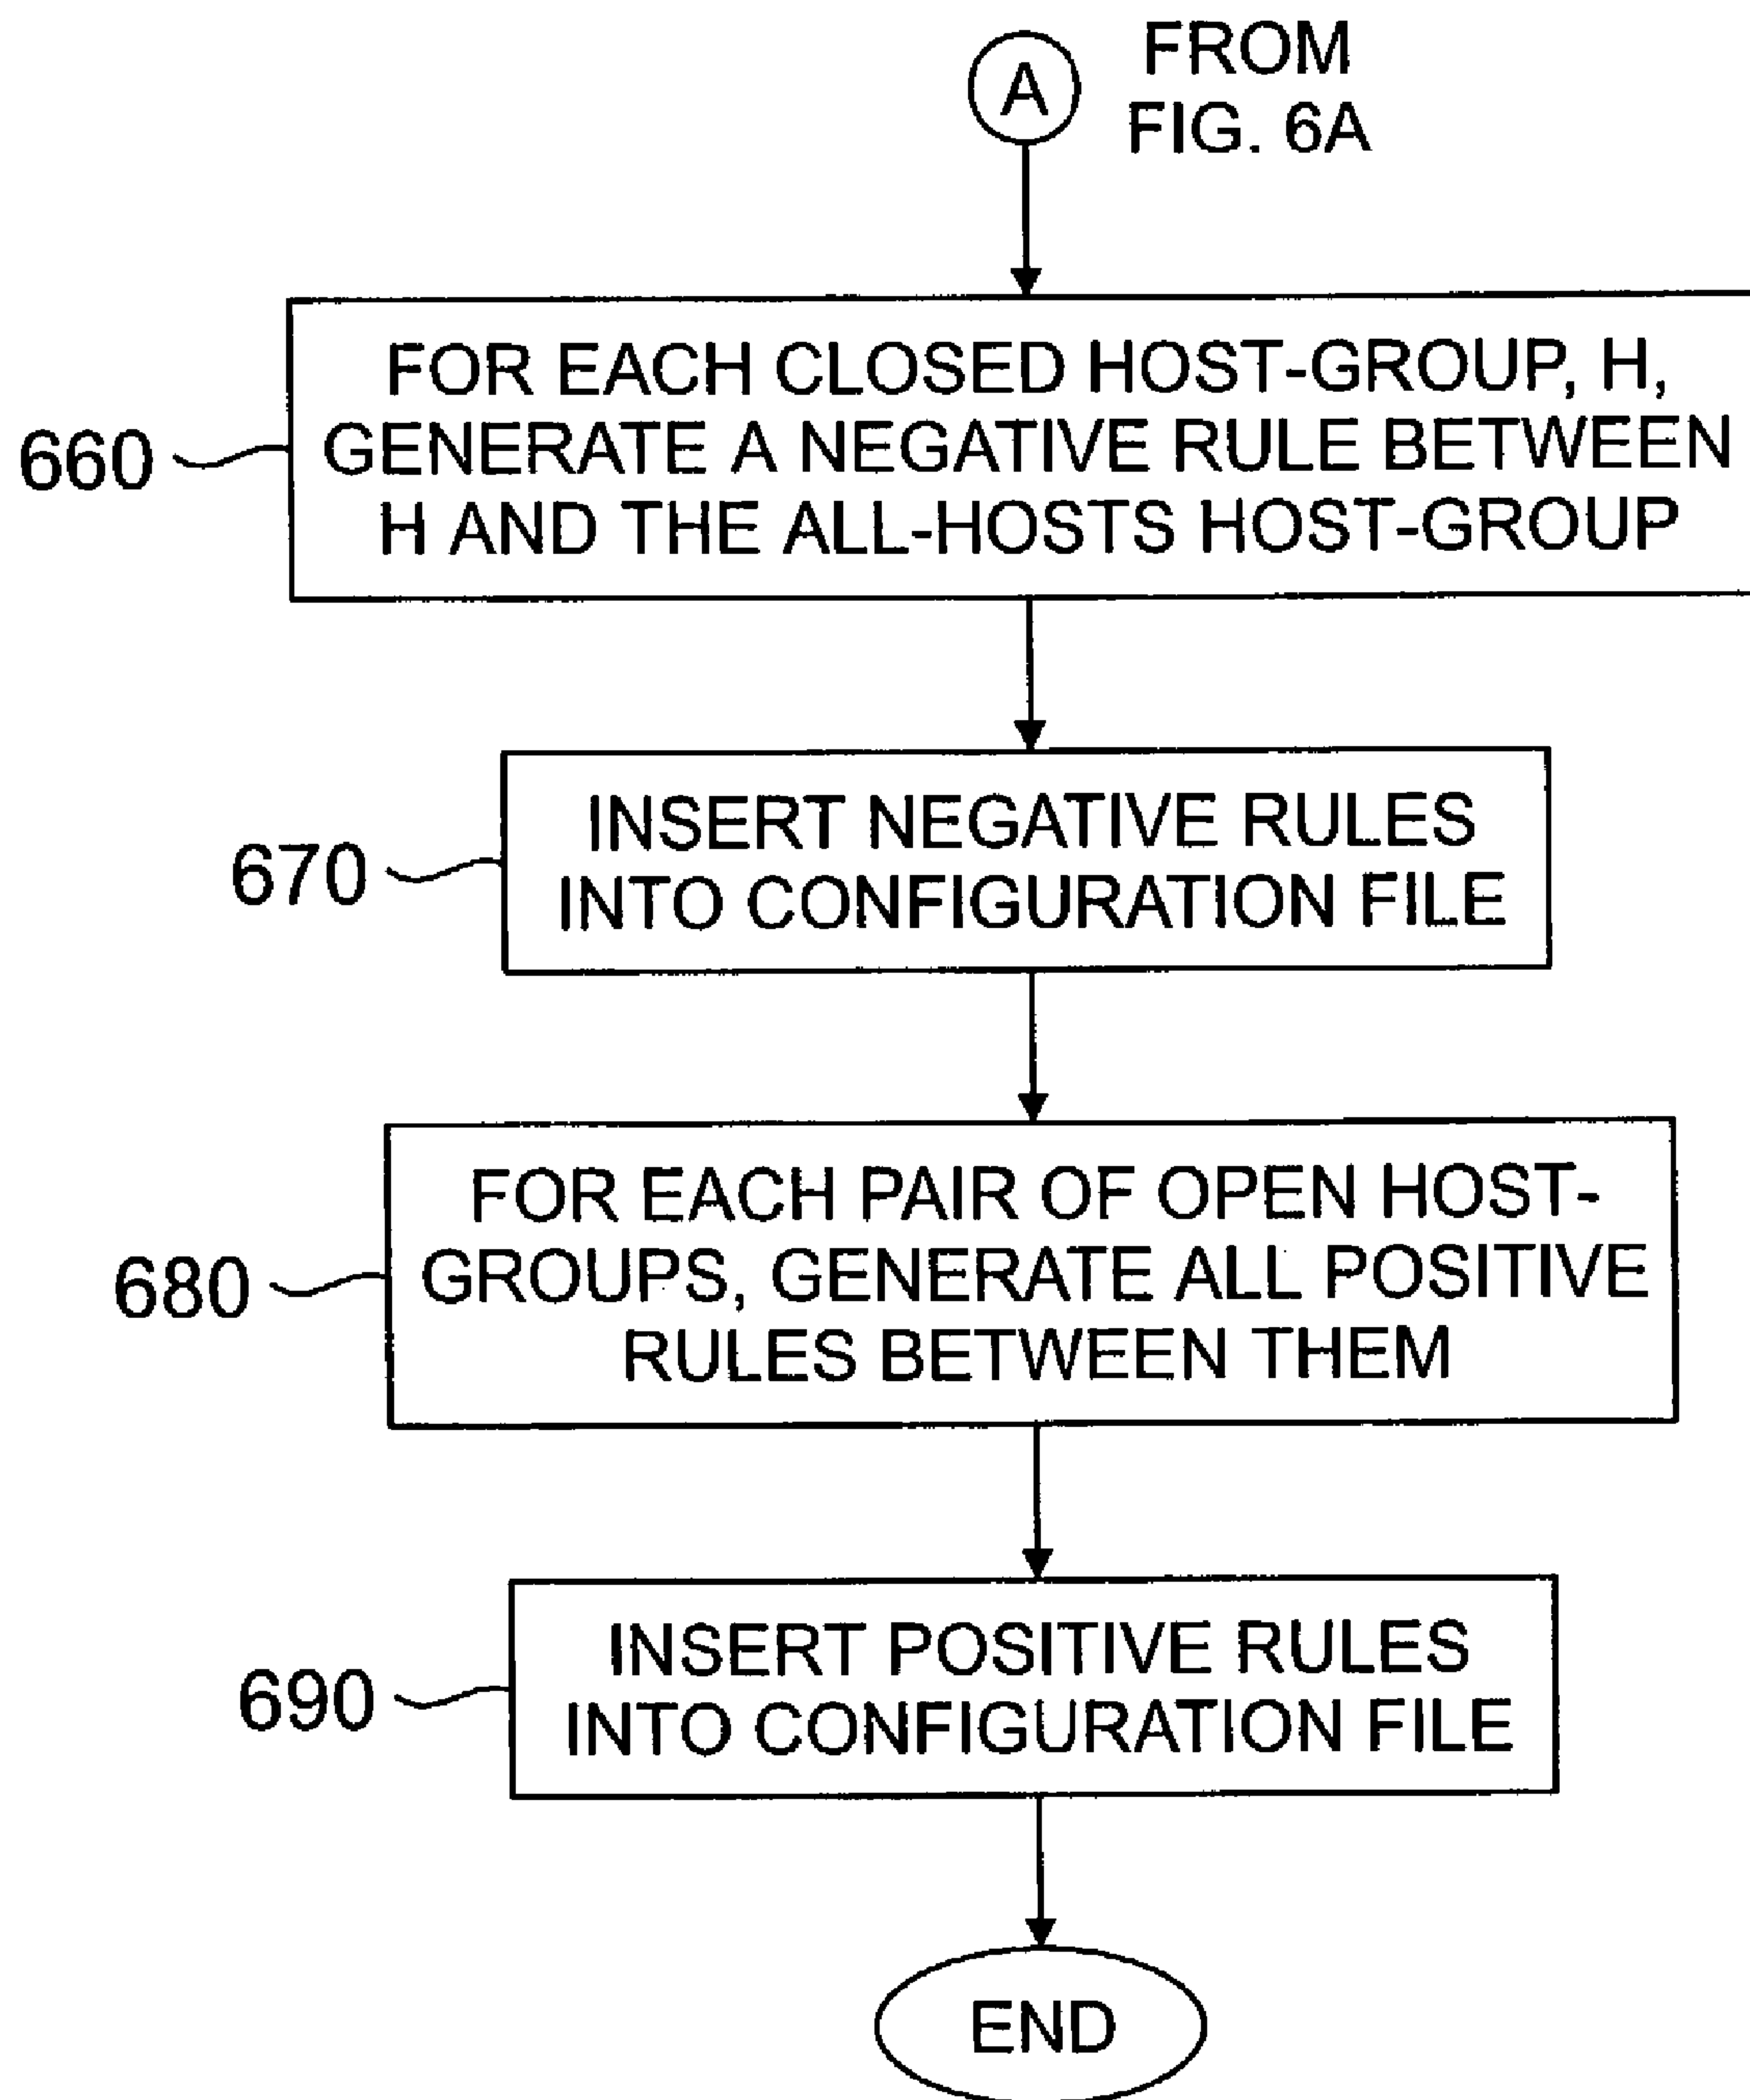 A
FROM
FIG. 6A
660
FOR EACH CLOSED HOST-GROUP, H,
GENERATE A NEGATIVE RULE BETWEEN
H AND THE ALL-HOSTS HOST-GROUP
670
INSERT NEGATIVE RULES
INTO CONFIGURATION FILE
680
FOR EACH PAIR OF OPEN HOST-
GROUPS, GENERATE ALL POSITIVE
RULES BETWEEN THEM
690
INSERT POSITIVE RULES
INTO CONFIGURATION FILE
END